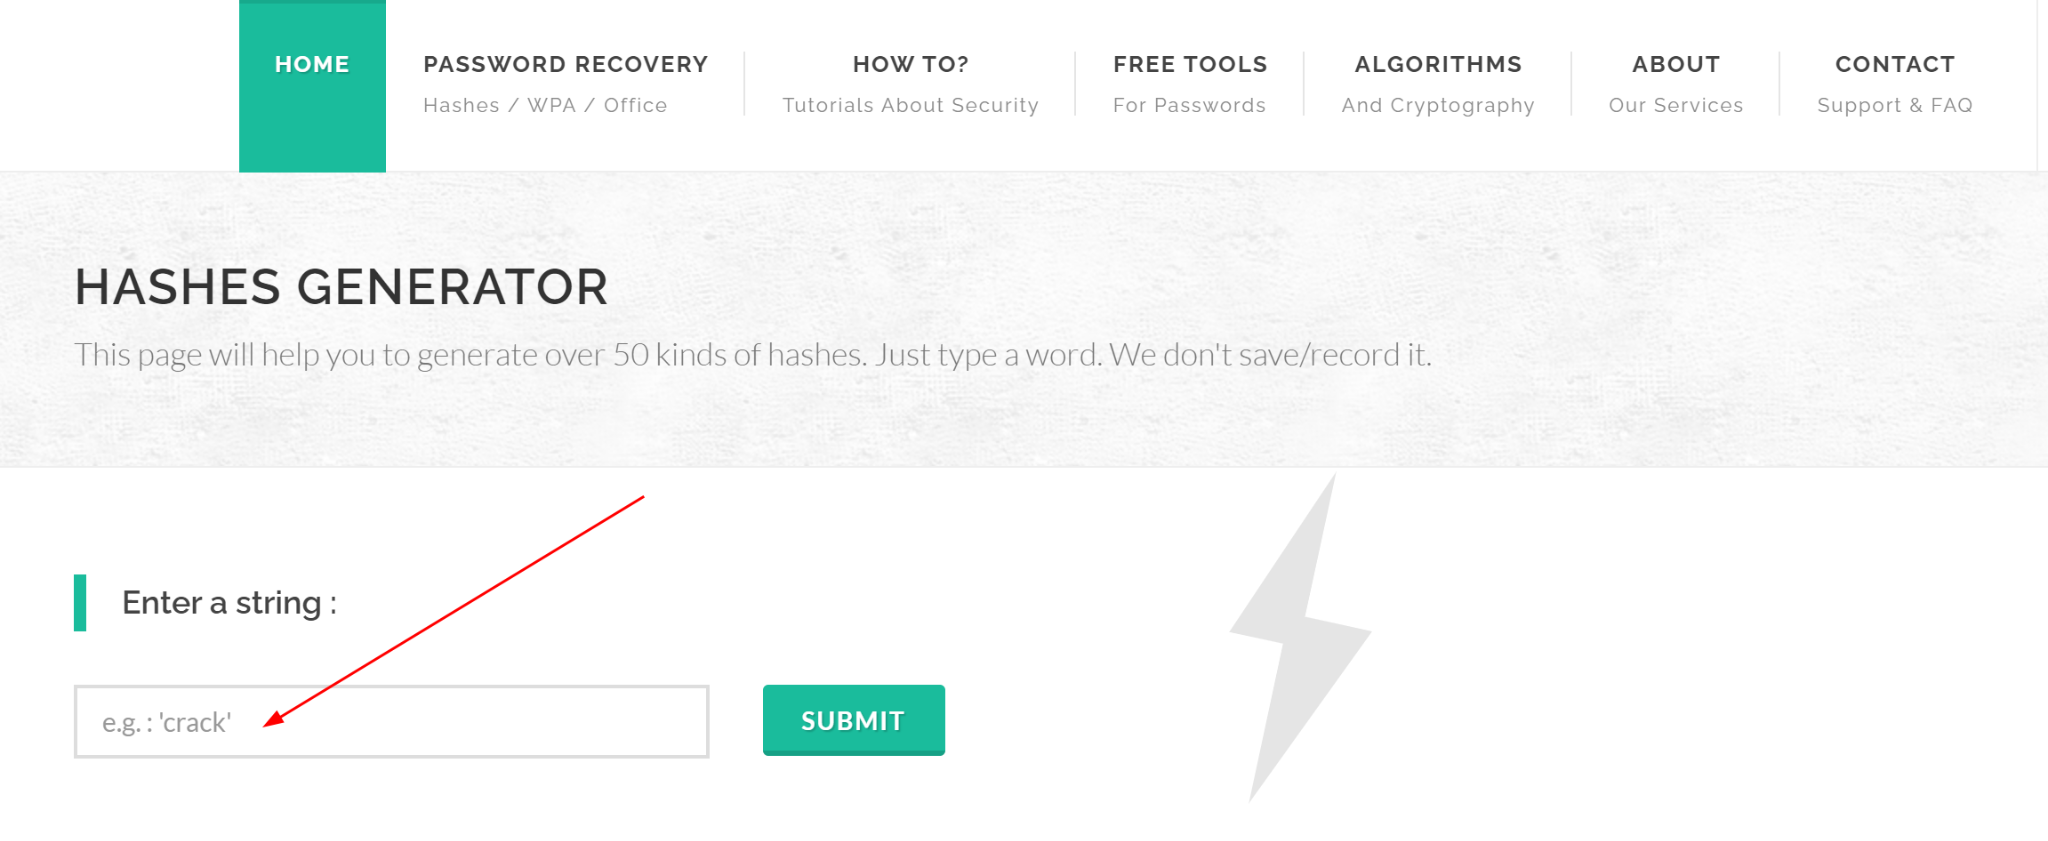 HOME
PASSWORD RECOVERY
Hashes / WPA / Office
HOW TO?
Tutorials About Security
FREE TOOLS
For Passwords
ALGORITHMS
And Cryptography
ABOUT
Our Services
CONTACT
Support & FAQ
HASHES GENERATOR
This page will help you to generate over 50 kinds of hashes. Just type a word. We don't save/record it.
Enter a string :
e.g. : 'crack'
SUBMIT